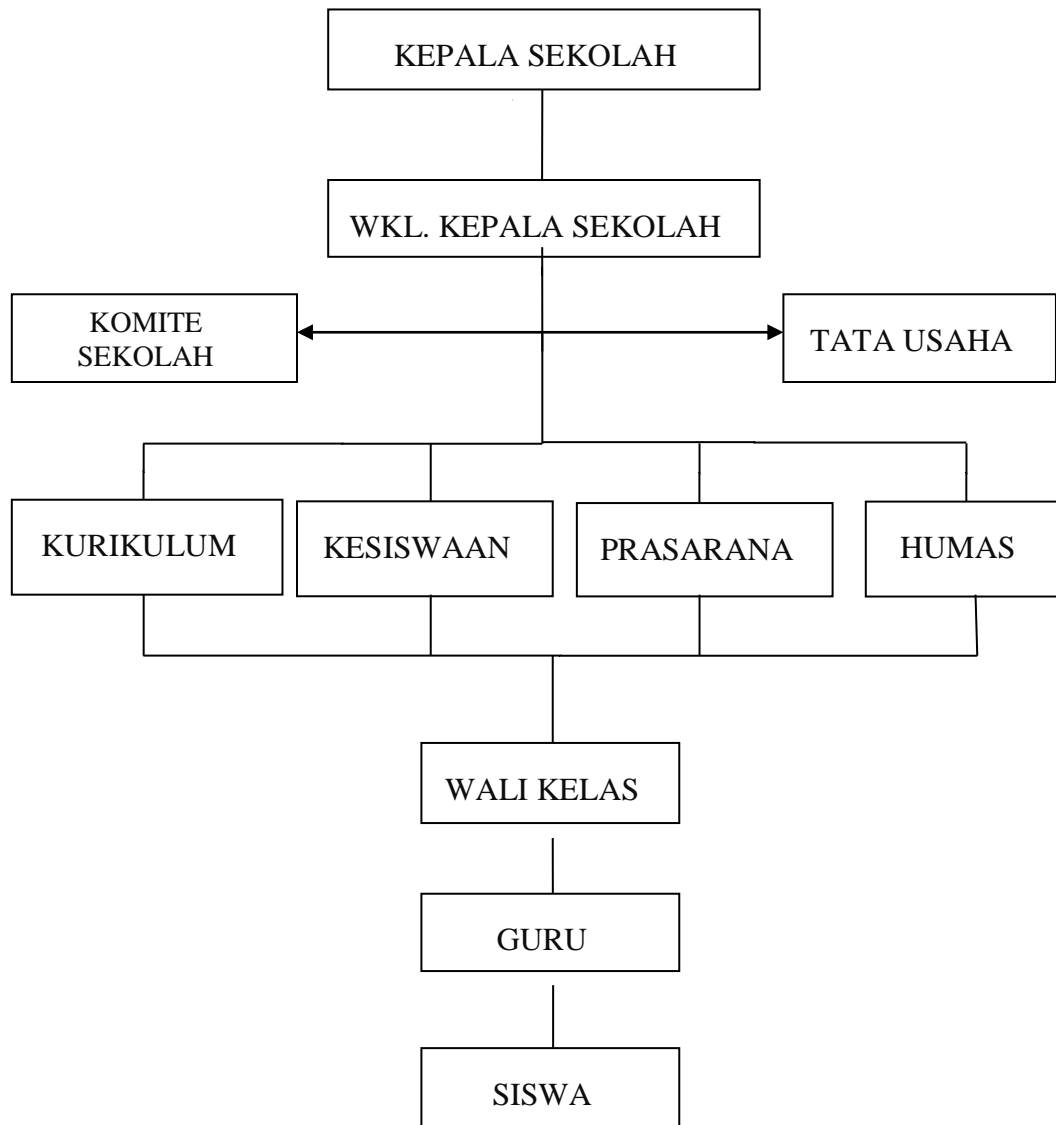 KEPALA SEKOLAH
WKL. KEPALA SEKOLAH
KOMITE
SEKOLAH
TATA USAHA
KURIKULUM
KESISWAAN
PRASARANA
HUMAS
WALI KELAS
GURU
SISWA